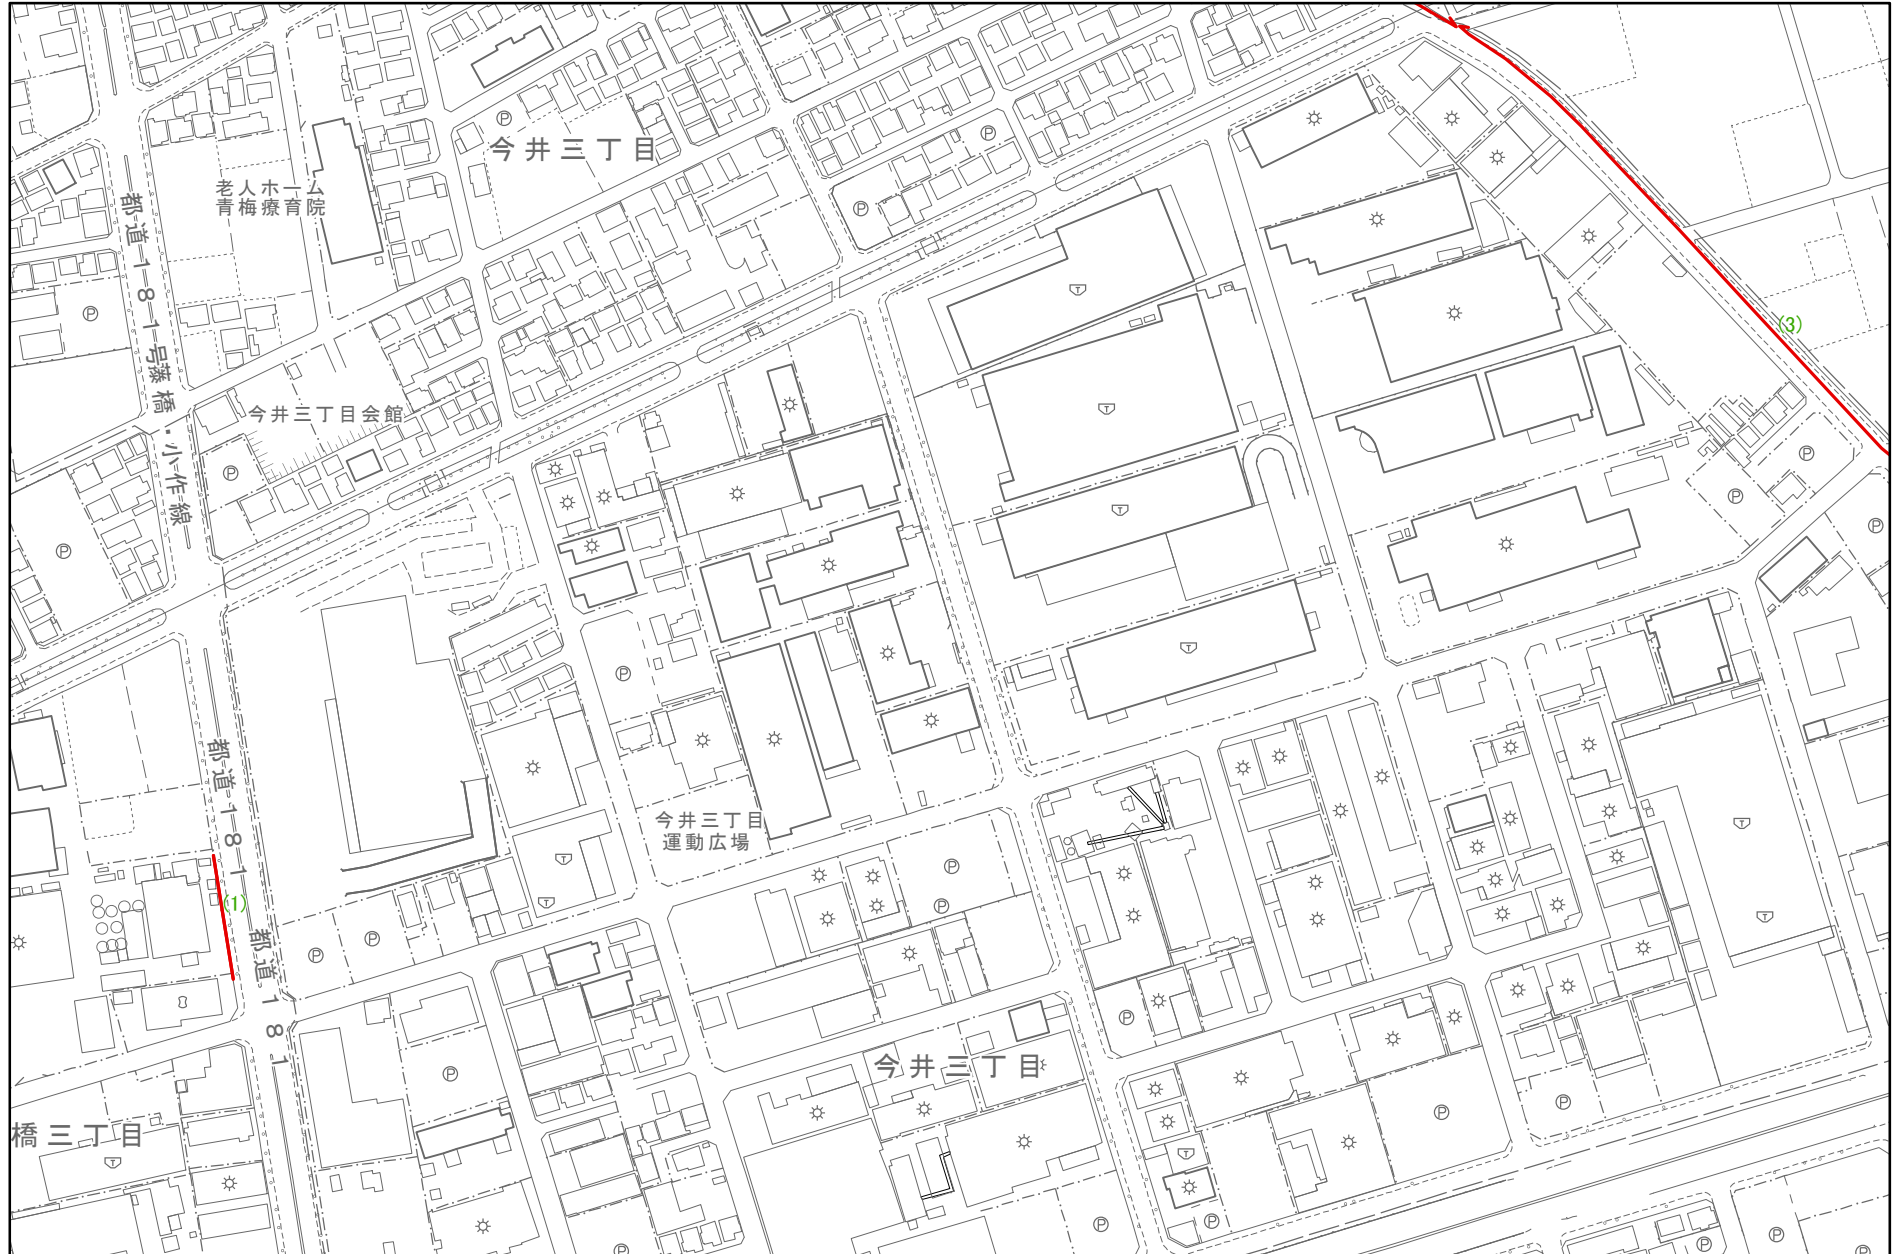 今井三丁目
老人ホーム
青梅療育院
都道181号藤橋・小作線
(3)
今井三丁目会館
都道181
今井三丁目
運動広場
(1)
都道181
今井三丁目
橋三丁目